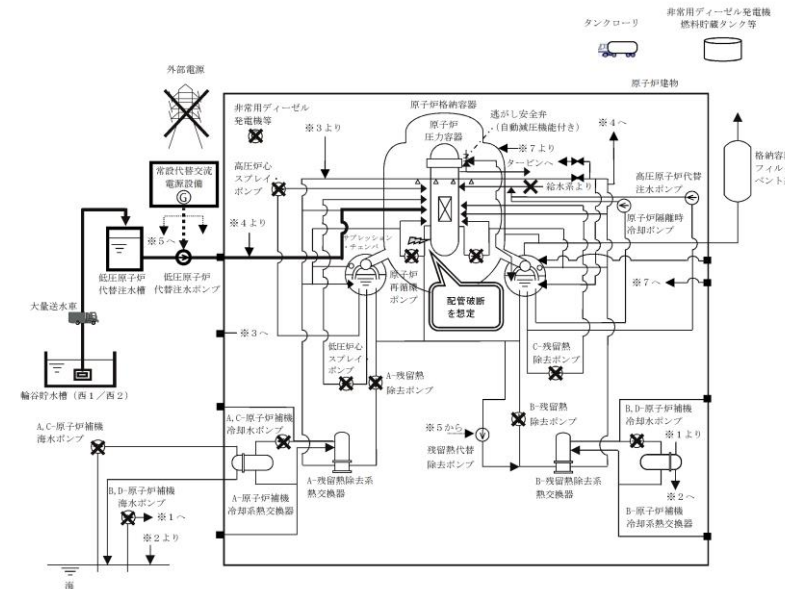 タンクローリ
非常用ディーゼル発電機
燃料貯蔵タンク等
外部電源
原子炉建物
非常用ディーゼル
発電機等
※3より
原子炉格納容器
原子炉
圧力容器
逃がし安全弁
(自動減圧機能付き)
※4へ
※7より
タービンへ
給水系より
格納容器
フィル
ベント
常設代替交流
電源設備
G
高圧炉心
スプレイ
ポンプ
高圧原子炉代替
注水ポンプ
原子炉隔離時
冷却ポンプ
※5へ
※4より
低圧原子炉
代替注水槽
低圧原子炉
代替注水ポンプ
サプレッション
・チェンバ
原子炉
再循環
ポンプ
配管破断
を想定
※7へ
大量送水車
※3へ
輪谷貯水槽(西1/西2)
低圧炉心
スプレイ
ポンプ
A-残留熱
除去ポンプ
C-残留熱
除去ポンプ
A,C-原子炉補機
海水ポンプ
A,C-原子炉補機
冷却水ポンプ
※5から
残留熱代替
除去ポンプ
B-残留熱
除去ポンプ
B,D-原子炉補機
冷却水ポンプ
※1より
※2へ
B,D-原子炉補機
海水ポンプ
※1へ
※2より
A-原子炉補機
冷却系熱交換器
A-残留熱除去系
熱交換器
B-残留熱除去系
熱交換器
B-原子炉補機
冷却系熱交換器
海